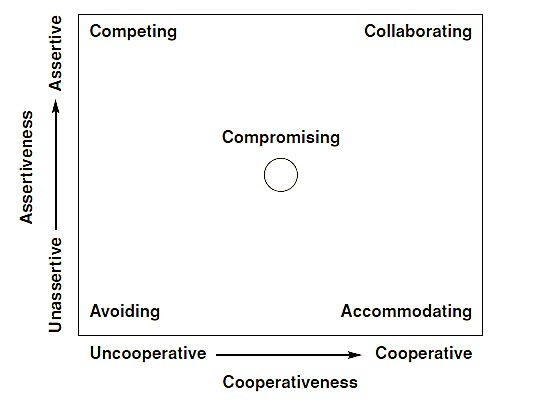 Competing
Collaborating
Assertive
Assertiveness
Unassertive
Compromising
Avoiding
Accommodating
Uncooperative
Cooperative
Cooperativeness